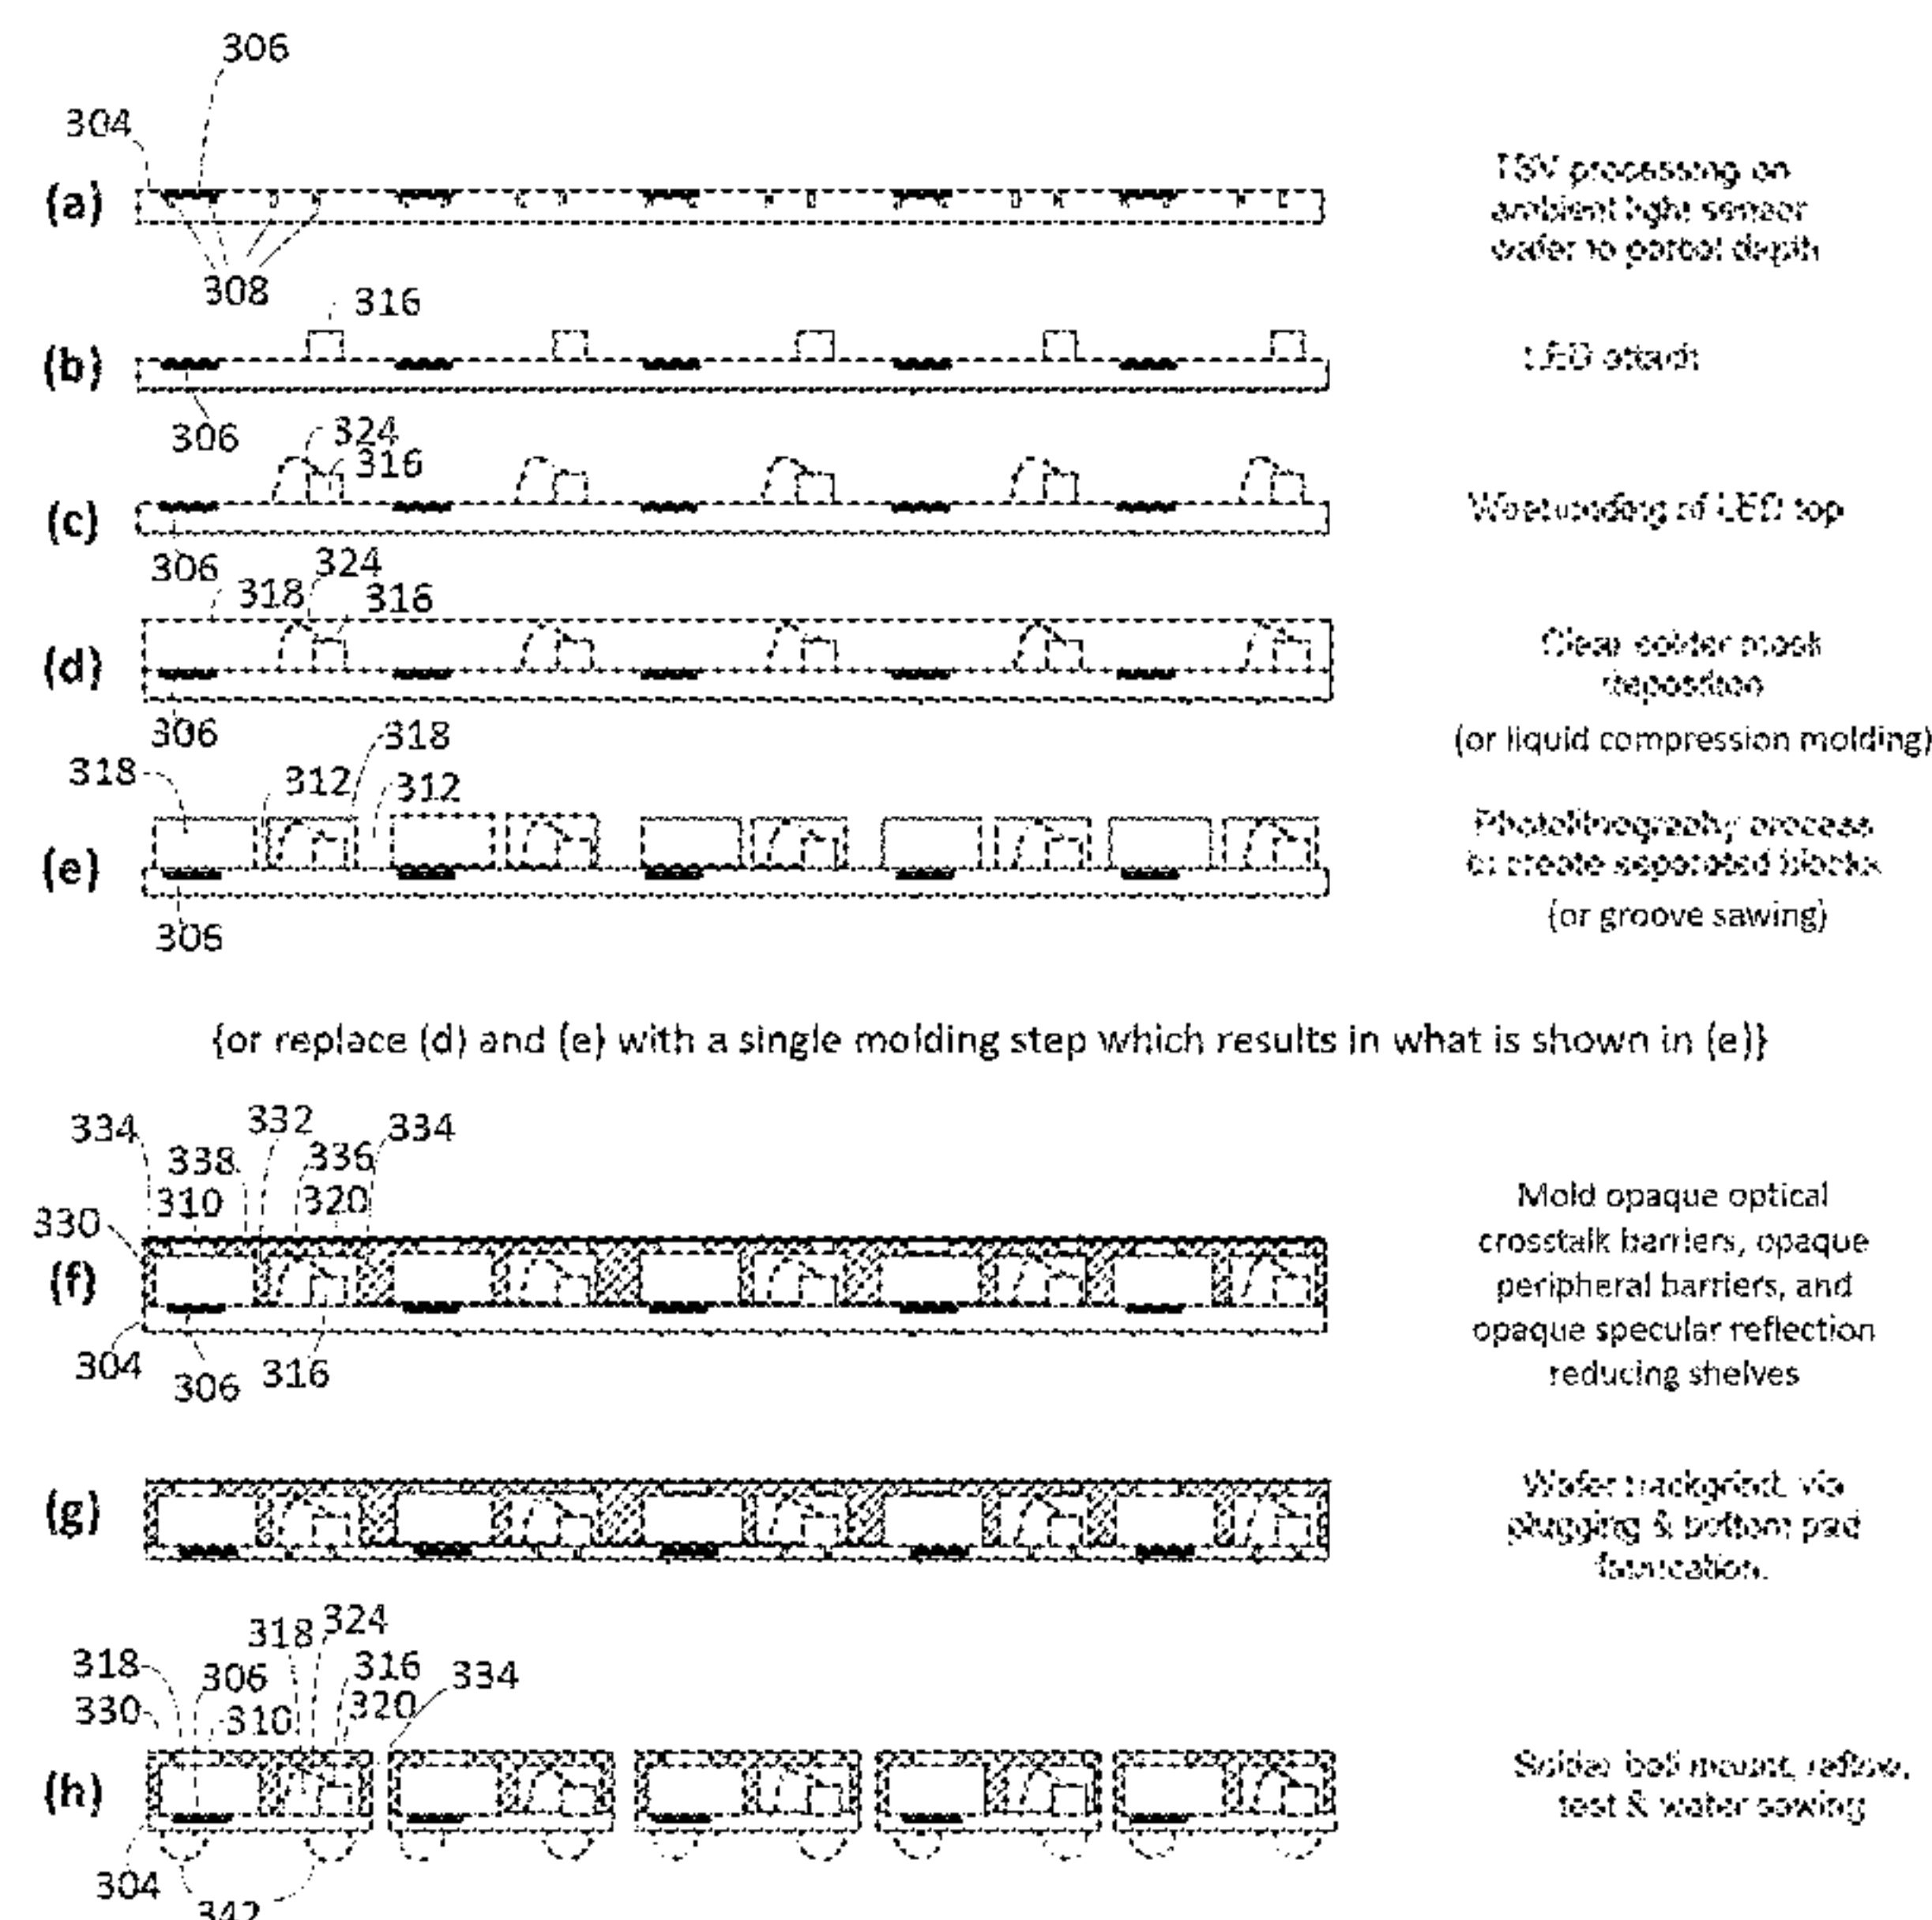 306
304
(a)
TSV processing on
ambient light sensor
wafer to partial depth
308
316
(b)
LED attach
306
324
316
(c)
Wirebonding of LED top
306
324
318
316
(d)
Clear solder mask
deposition
(or liquid compression molding)
306
318
318
312
312
(e)
Photolithography process
to create separated blocks
(or groove sawing)
306
{or replace (d) and (e) with a single molding step which results in what is shown in (e)}
334
332
334
338
336
310
320
330
(f)
Mold opaque optical
crosstalk barriers, opaque
peripheral barriers, and
opaque specular reflection
reducing shelves
304
306
316
(g)
Wafer backgrind, via
plugging & bottom pad
fabrication.
324
318
318
306
316
334
330
310
320
(h)
Solder ball mount, reflow,
test & wafer sawing
304
342